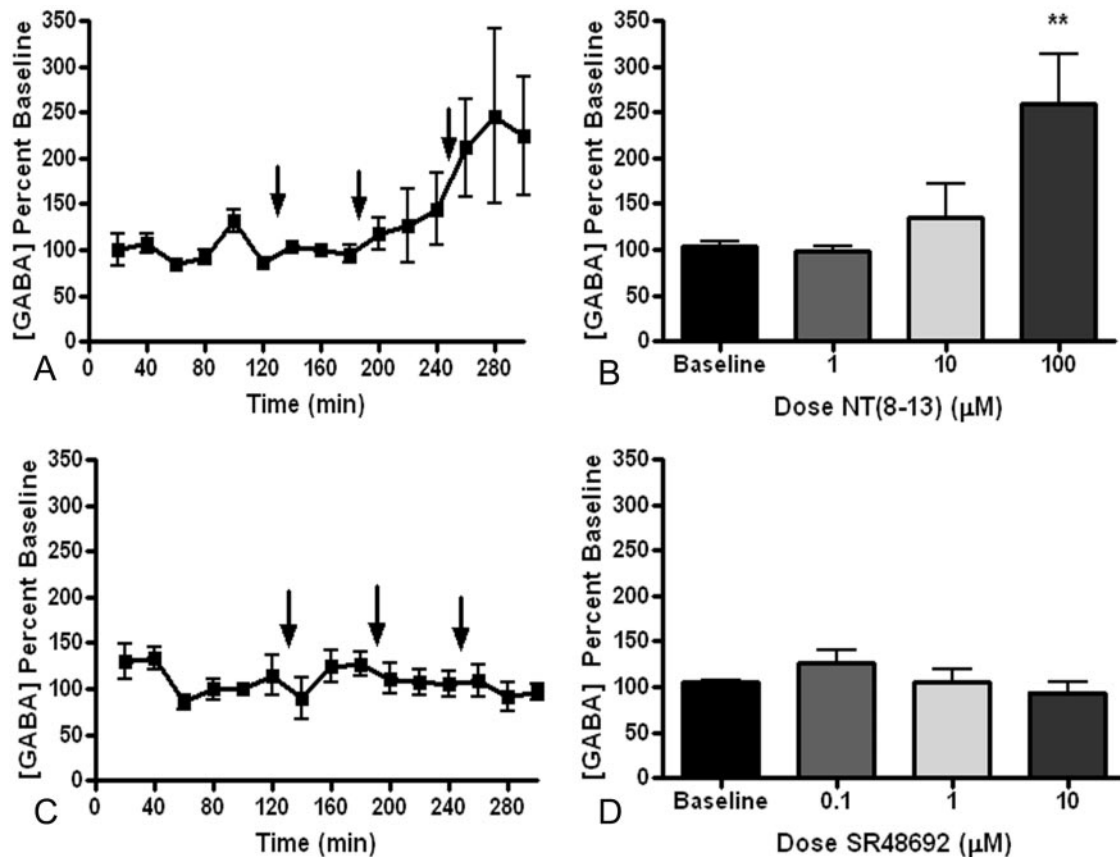 [GABA] Percent Baseline
350
300
250
200
150
100
50
0
0 40 80 120 160 200 240 280
Time (min)
A
[GABA] Percent Baseline
350
300
250
200
150
100
50
0
**
Baseline 1 10 100
Dose NT(8-13) (µM)
B
[GABA] Percent Baseline
350
300
250
200
150
100
50
0
0 40 80 120 160 200 240 280
Time (min)
C
[GABA] Percent Baseline
350
300
250
200
150
100
50
0
Baseline 0.1 1 10
Dose SR48692 (µM)
D